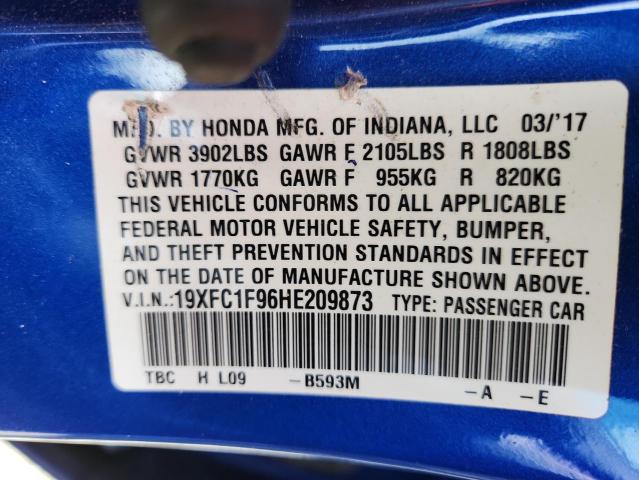 MFD. BY HONDA MFG. OF INDIANA, LLC 03/'17
GVWR 3902LBS GAWR F 2105LBS R 1808LBS
GVWR 1770KG GAWR F 955KG R 820KG
THIS VEHICLE CONFORMS TO ALL APPLICABLE
FEDERAL MOTOR VEHICLE SAFETY, BUMPER,
AND THEFT PREVENTION STANDARDS IN EFFECT
ON THE DATE OF MANUFACTURE SHOWN ABOVE.
V.I.N.:19XFC1F96HE209873 TYPE: PASSENGER CAR
TBC H L09 -B593M -A -E